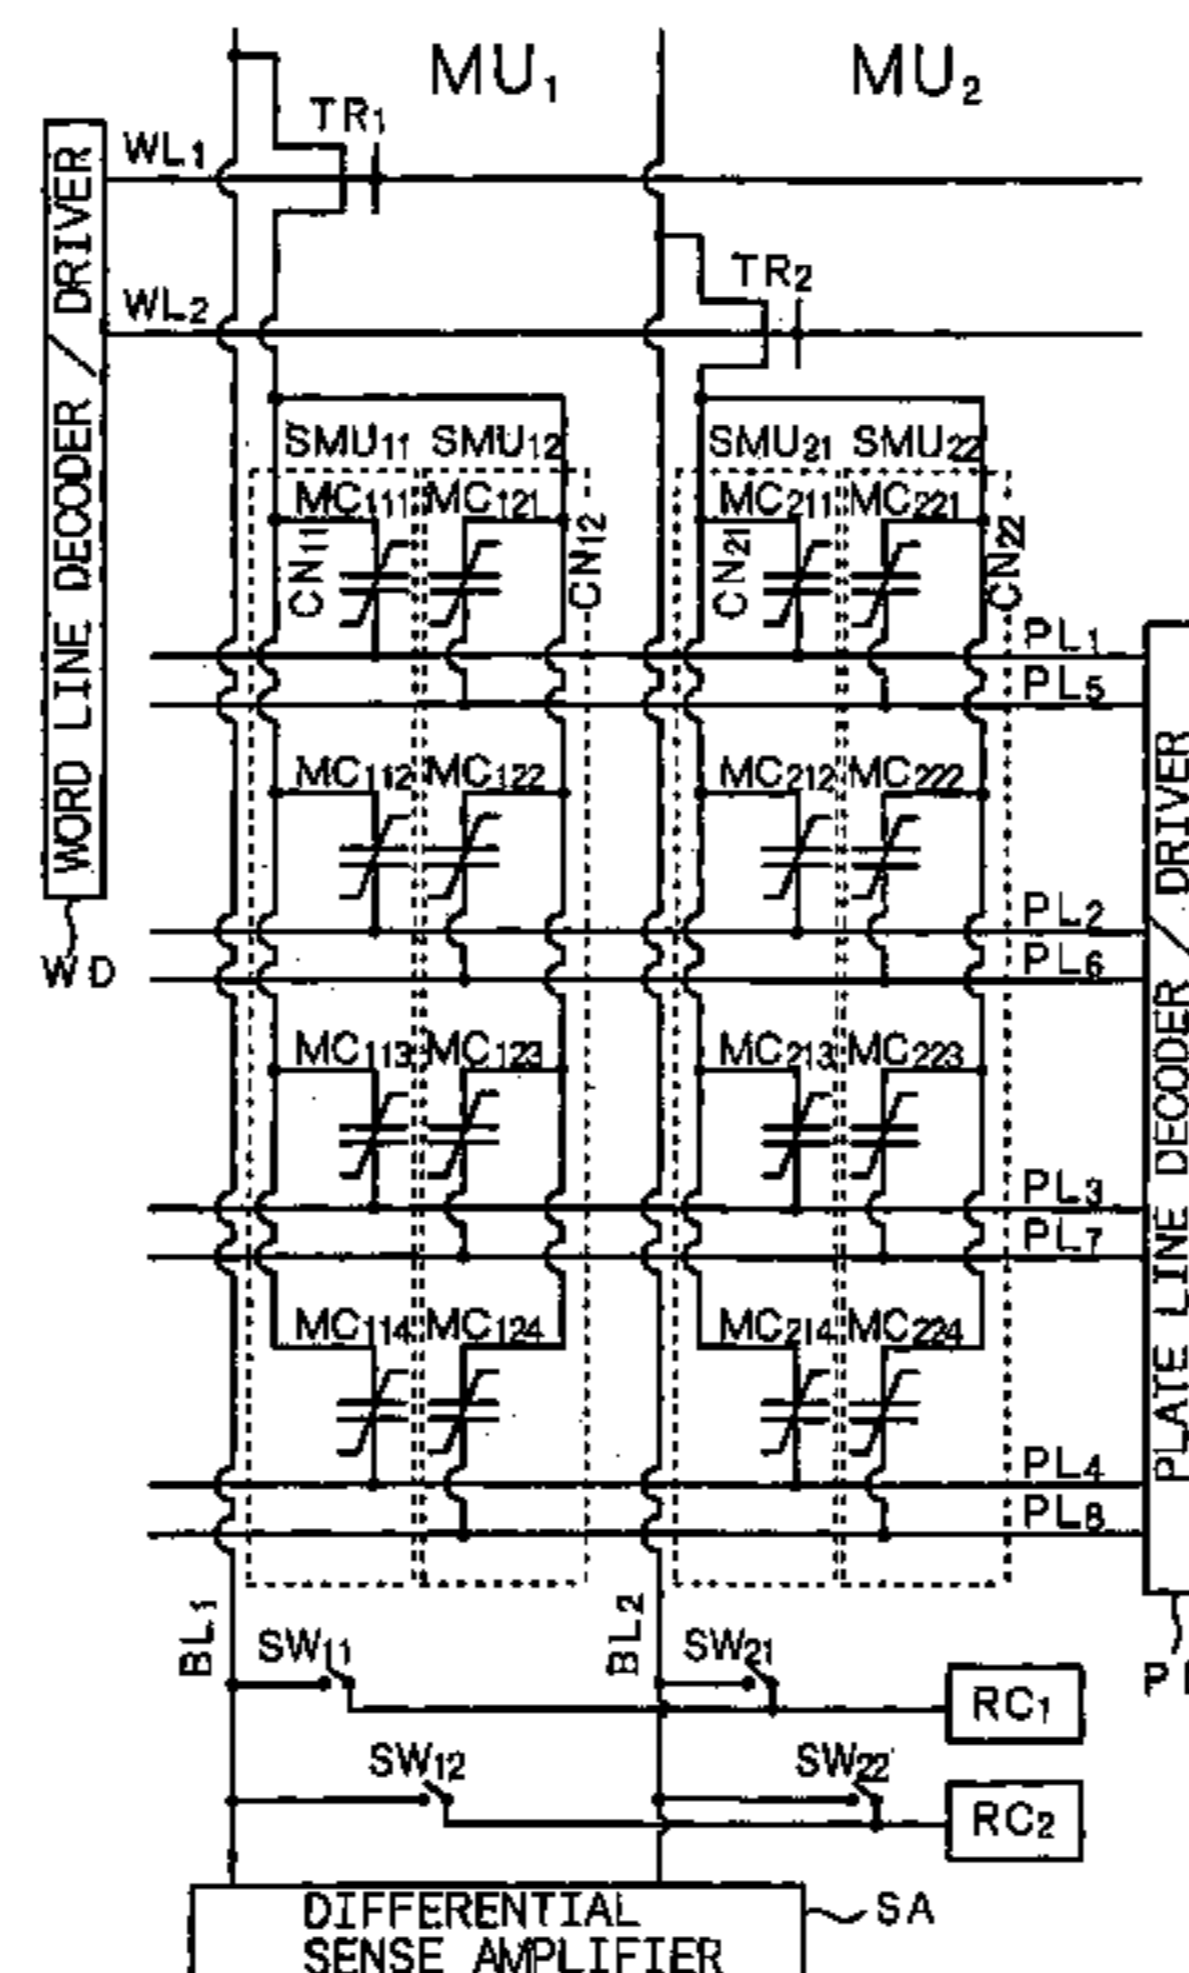 MU1 MU2
TR1
WL1
TR2
WL2
WORD LINE DECODER / DRIVER
WD
SMU11 SMU12 SMU21 SMU22
MC111 MC121 MC211 MC221
CN11 CN12 CN21 CN22
PL1
PL5
MC112 MC122 MC212 MC222
PL2
PL6
MC113 MC123 MC213 MC223
PL3
PL7
MC114 MC124 MC214 MC224
PL4
PL8
PLATE LINE DECODER / DRIVER
BL1 BL2
SW11 SW21
RC1
SW12 SW22
RC2
DIFFERENTIAL
SENSE AMPLIFIER
SA